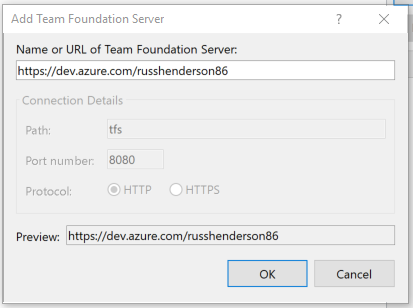 Add Team Foundation Server ? ×
Name or URL of Team Foundation Server:
https://dev.azure.com/russhenderson86
Connection Details
Path: tfs
Port number: 8080
Protocol: HTTP HTTPS
Preview: https://dev.azure.com/russhenderson86
OK Cancel